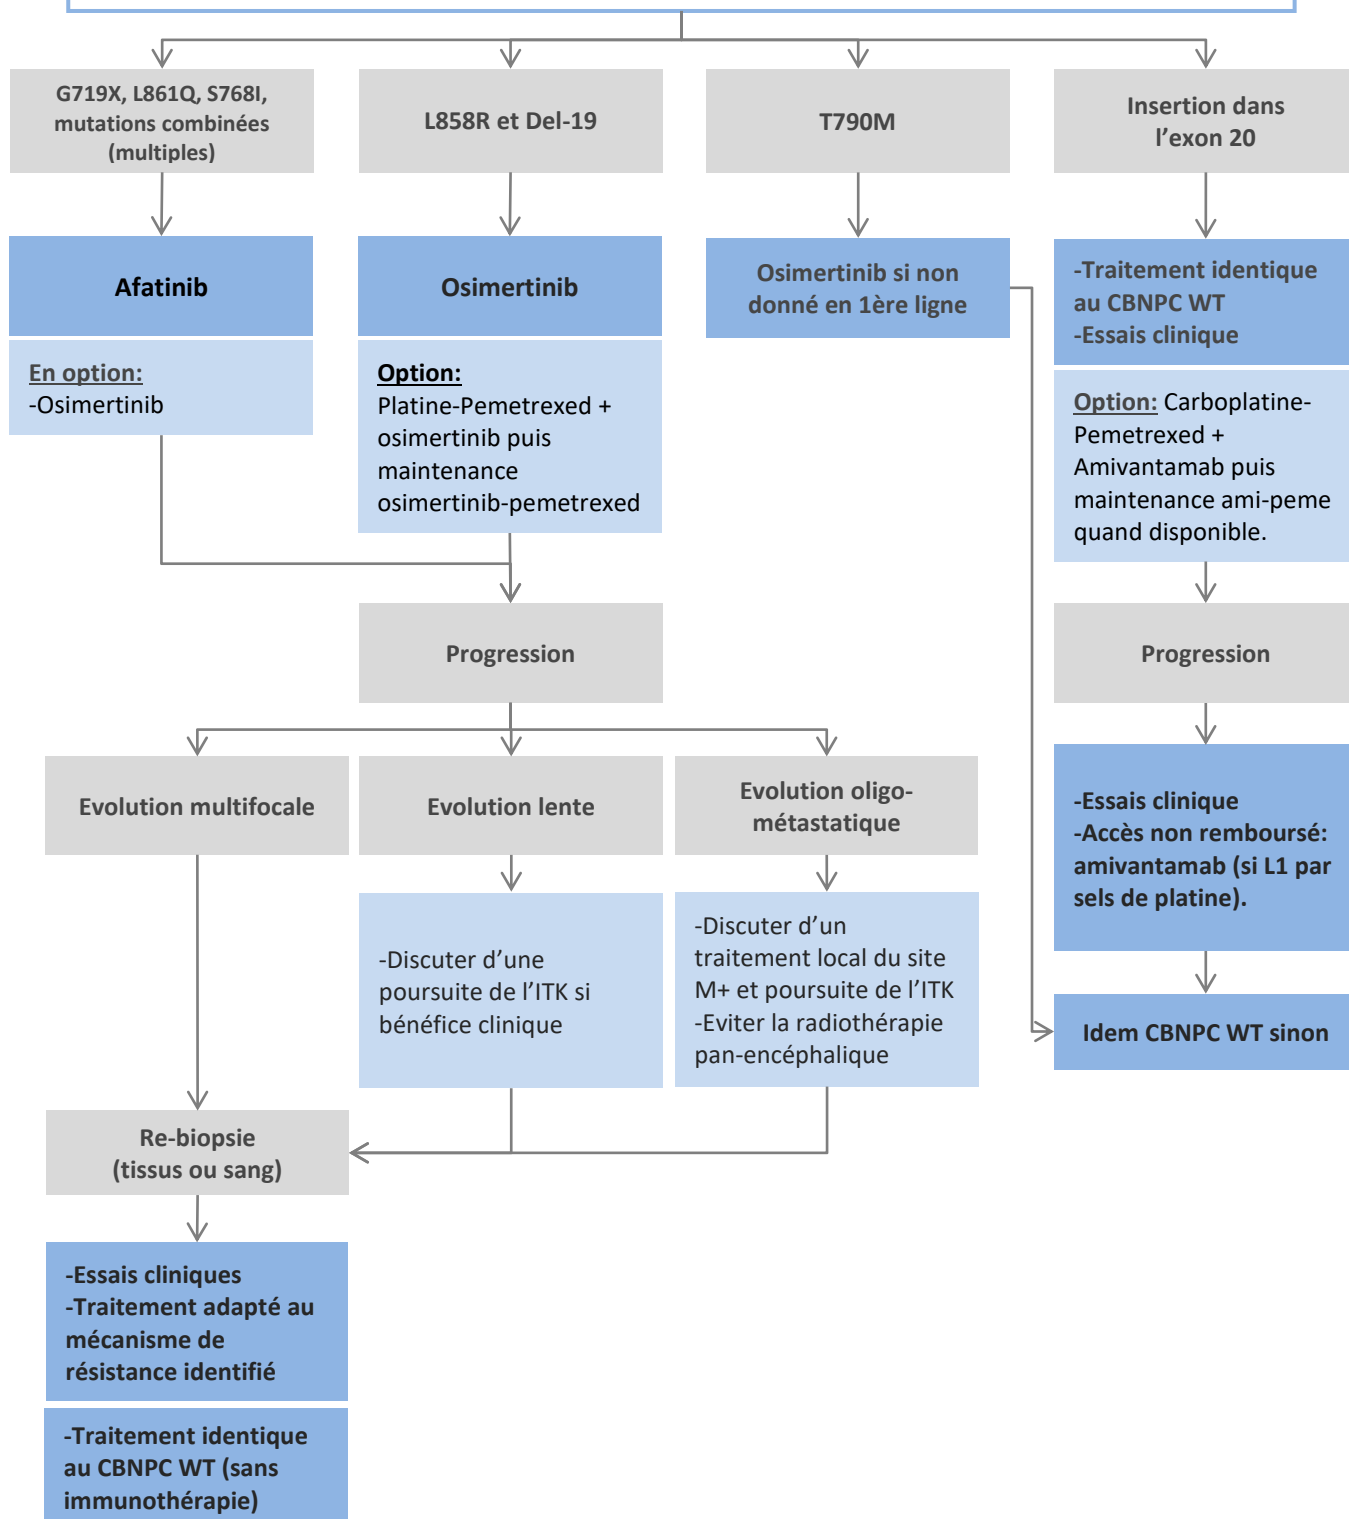 G719X, L861Q, S768I,
mutations combinées
(multiples)
L858R et Del-19
T790M
Insertion dans
l’exon 20
Afatinib
En option:
-Osimertinib
Osimertinib
Option:
Platine-Pemetrexed +
osimertinib puis
maintenance
osimertinib-pemetrexed
Osimertinib si non
donné en 1ère ligne
-Traitement identique
au CBNPC WT
-Essais clinique
Option: Carboplatine-
Pemetrexed +
Amivantamab puis
maintenance ami-peme
quand disponible.
Progression
Progression
Evolution multifocale
Evolution lente
Evolution oligo-
métastatique
-Essais clinique
-Accès non remboursé:
amivantamab (si L1 par
sels de platine).
-Discuter d’une
poursuite de l’ITK si
bénéfice clinique
-Discuter d’un
traitement local du site
M+ et poursuite de l’ITK
-Eviter la radiothérapie
pan-encéphalique
Idem CBNPC WT sinon
Re-biopsie
(tissus ou sang)
-Essais cliniques
-Traitement adapté au
mécanisme de
résistance identifié
-Traitement identique
au CBNPC WT (sans
immunothérapie)